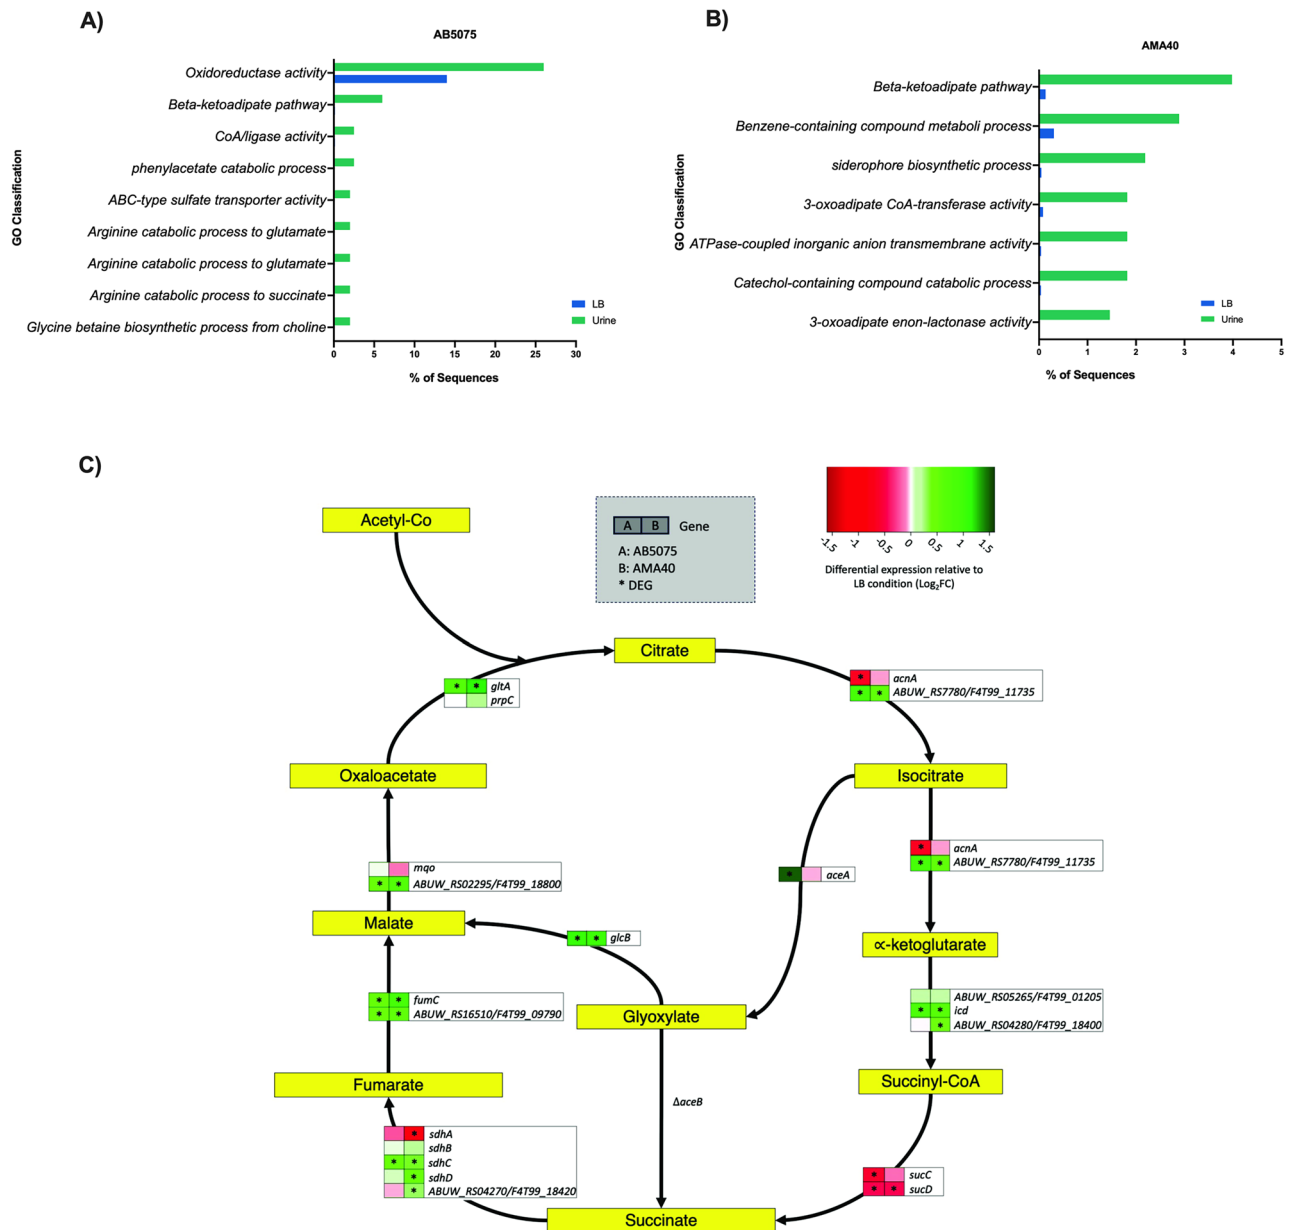 A)
AB5075
GO Classification
Oxidoreductase activity
Beta-ketoadipate pathway
CoA/ligase activity
phenylacetate catabolic process
ABC-type sulfate transporter activity
Arginine catabolic process to glutamate
Arginine catabolic process to glutamate
Arginine catabolic process to succinate
Glycine betaine biosynthetic process from choline
LB
Urine
0 5 10 15 20 25 30
% of Sequences
B)
AMA40
GO Classification
Beta-ketoadipate pathway
Benzene-containing compound metaboli process
siderophore biosynthetic process
3-oxoadipate CoA-transferase activity
ATPase-coupled inorganic anion transmembrane activity
Catechol-containing compound catabolic process
3-oxoadipate enon-lactonase activity
LB
Urine
0 1 2 3 4 5
% of Sequences
C)
A B Gene
A: AB5075
B: AMA40
* DEG
-1.5 -1 -0.5 0 0.5 1 1.5
Differential expression relative to
LB condition (Log₂FC)
Acetyl-Co
Citrate
* * gltA
prpC
* acnA
* * ABUW_RS7780/F4T99_11735
Oxaloacetate
Isocitrate
* acnA
* * ABUW_RS7780/F4T99_11735
mqo
* * ABUW_RS02295/F4T99_18800
* aceA
Malate
* * glcB
∝-ketoglutarate
ABUW_RS05265/F4T99_01205
* * icd
* ABUW_RS04280/F4T99_18400
* * fumC
* * ABUW_RS16510/F4T99_09790
Glyoxylate
Fumarate
Succinyl-CoA
ΔaceB
* sdhA
sdhB
* * sdhC
* sdhD
* ABUW_RS04270/F4T99_18420
* sucC
* * sucD
Succinate